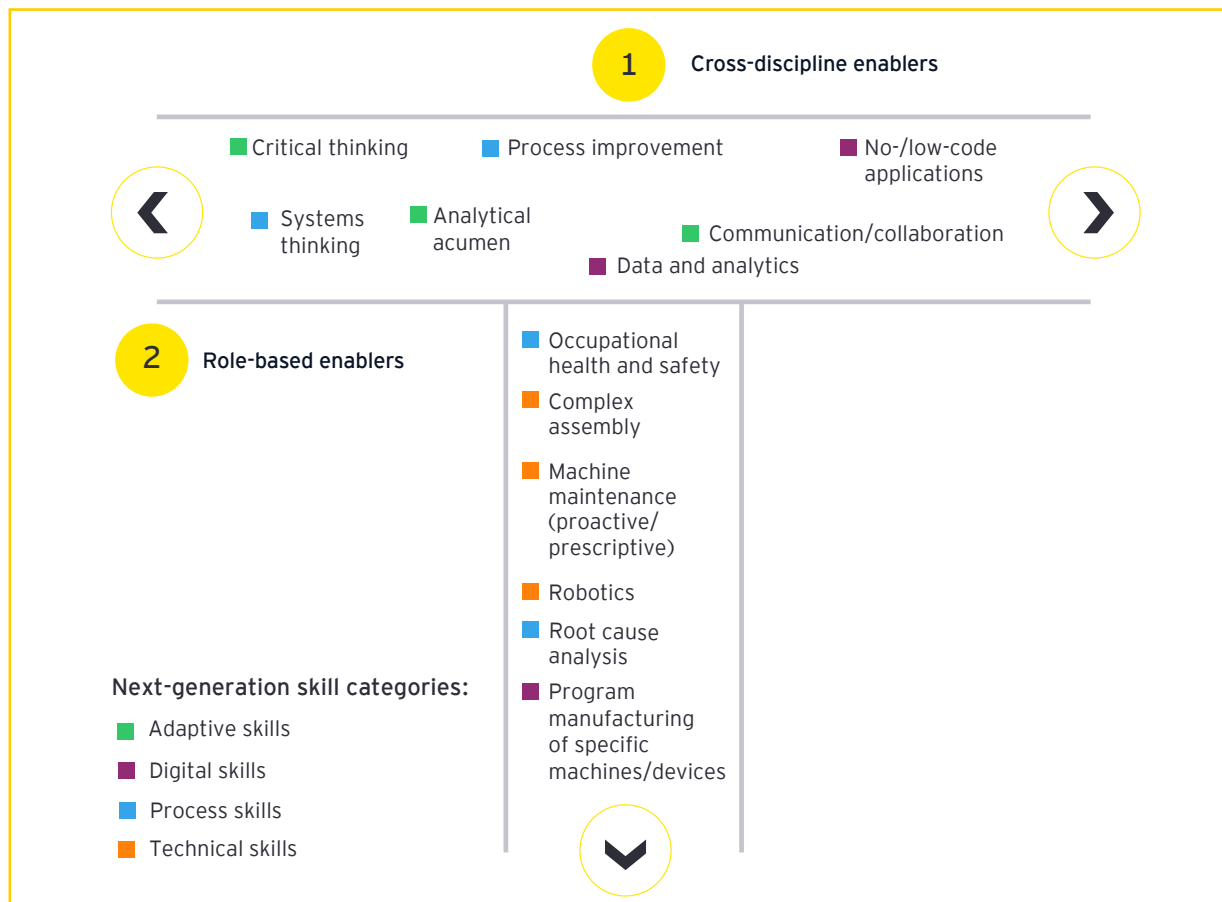 1
Cross-discipline enablers
Critical thinking
Process improvement
No-/low-code
applications
Systems
thinking
Analytical
acumen
Communication/collaboration
Data and analytics
2
Role-based enablers
Occupational
health and safety
Complex
assembly
Machine
maintenance
(proactive/
prescriptive)
Robotics
Root cause
analysis
Program
manufacturing
of specific
machines/devices
Next-generation skill categories:
Adaptive skills
Digital skills
Process skills
Technical skills